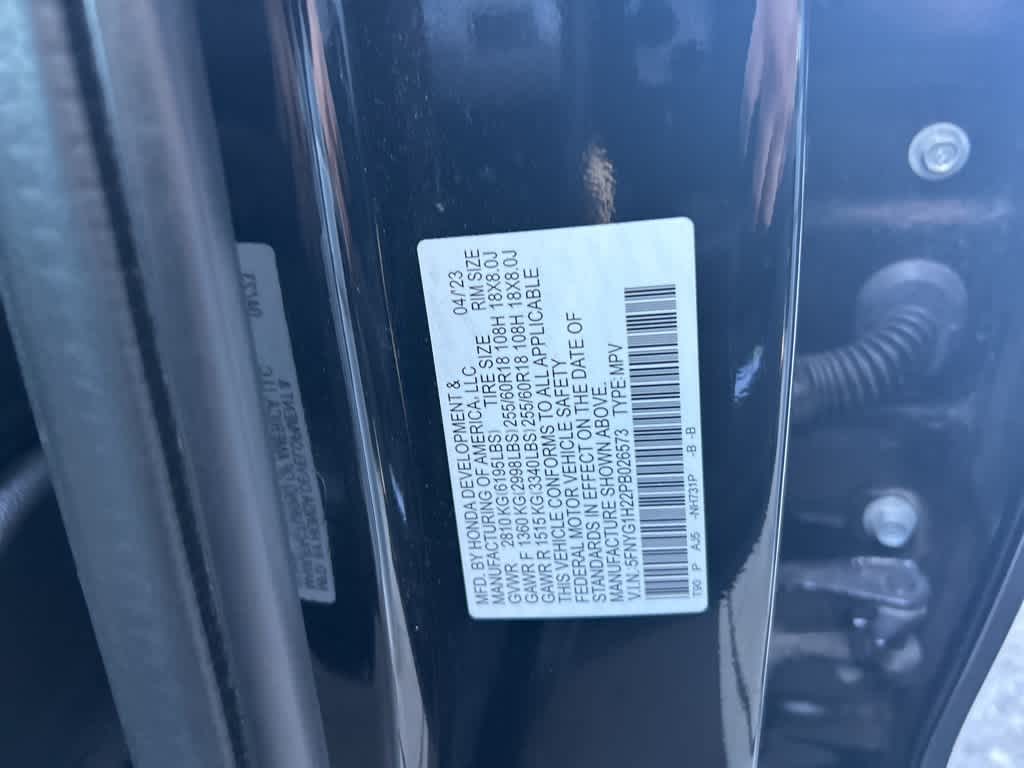 MFD. BY HONDA DEVELOPMENT &
MANUFACTURING OF AMERICA, LLC 04/'23
GVWR 2810 KG(6195LBS) TIRE SIZE RIM SIZE
GAWR F 1360 KG(2998LBS) 255/60R18 108H 18X8.0J
GAWR R 1515 KG(3340LBS) 255/60R18 108H 18X8.0J
THIS VEHICLE CONFORMS TO ALL APPLICABLE
FEDERAL MOTOR VEHICLE SAFETY
STANDARDS IN EFFECT ON THE DATE OF
MANUFACTURE SHOWN ABOVE.
V.I.N: 5FNYG1H22PB026573 TYPE:MPV
T90 P AJ5 -NH731P -B -B